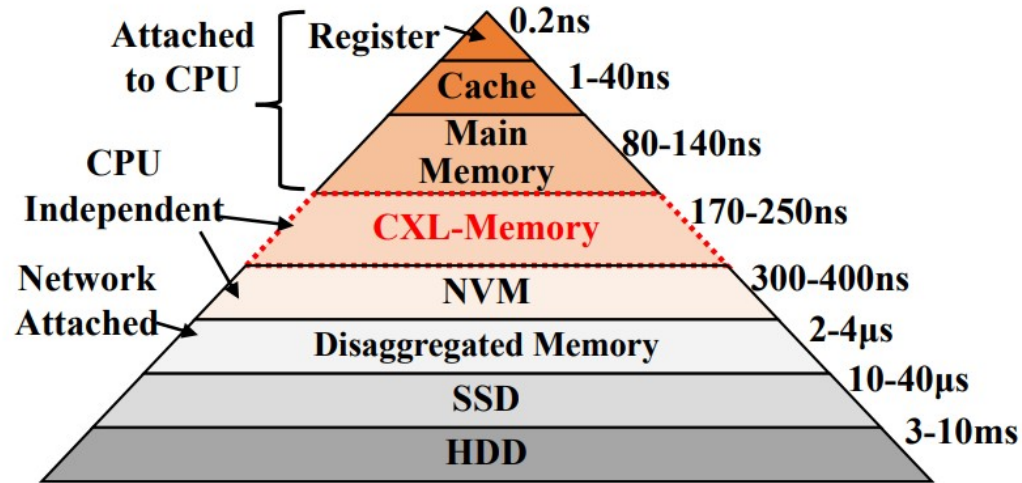 Attached
to CPU
Register
0.2ns
Cache
1-40ns
Main
Memory
80-140ns
CPU
Independent
CXL-Memory
170-250ns
Network
Attached
NVM
300-400ns
Disaggregated Memory
2-4μs
SSD
10-40μs
HDD
3-10ms